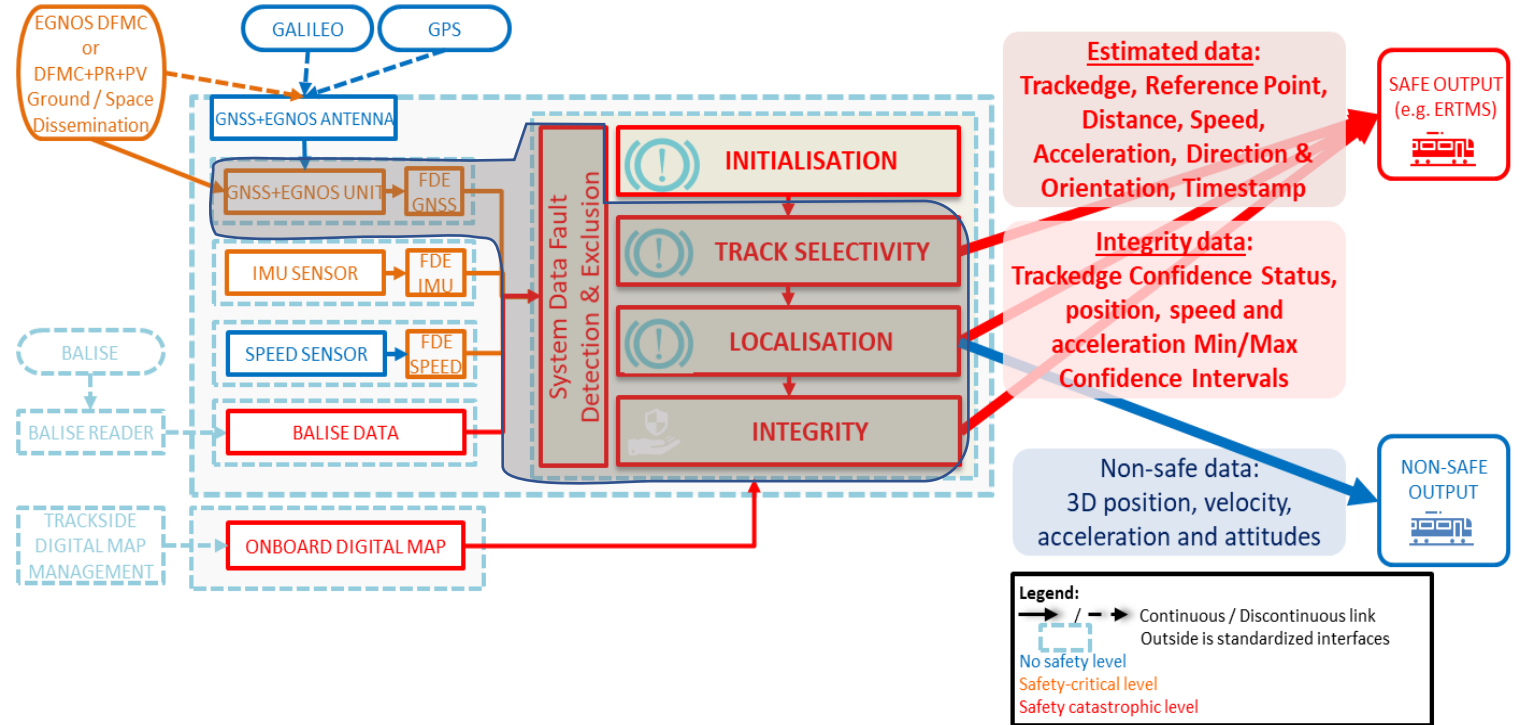 EGNOS DFMC
or
DFMC+PR+PV
Ground / Space
Dissemination
GALILEO
GPS
GNSS+EGNOS ANTENNA
GNSS+EGNOS UNIT
FDE
GNSS
IMU SENSOR
FDE
IMU
SPEED SENSOR
FDE
SPEED
BALISE
BALISE READER
BALISE DATA
TRACKSIDE
DIGITAL MAP
MANAGEMENT
ONBOARD DIGITAL MAP
System Data Fault
Detection & Exclusion
INITIALISATION
TRACK SELECTIVITY
LOCALISATION
INTEGRITY
Estimated data:
Trackedge, Reference Point,
Distance, Speed,
Acceleration, Direction &
Orientation, Timestamp
Integrity data:
Trackedge Confidence Status,
position, speed and
acceleration Min/Max
Confidence Intervals
Non-safe data:
3D position, velocity,
acceleration and attitudes
SAFE OUTPUT
(e.g. ERTMS)
NON-SAFE
OUTPUT
Legend:
/ Continuous / Discontinuous link
Outside is standardized interfaces
No safety level
Safety-critical level
Safety catastrophic level